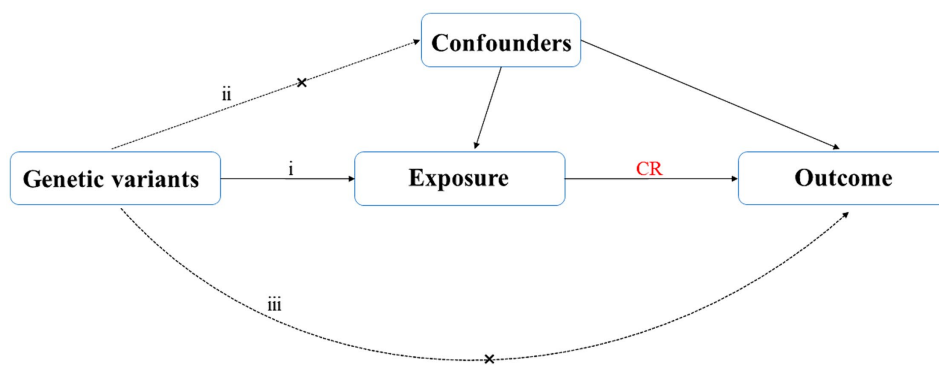 Confounders
ii
Genetic variants
i
Exposure
CR
Outcome
iii